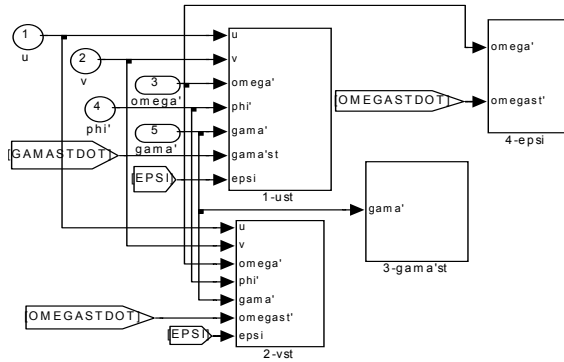 1
u
2
v
3
omega'
4
phi'
5
gama'
[GAMASTDOT]
[EPSI]
u
v
omega'
phi'
gama'
gama'st
epsi
1-ust
[OMEGASTDOT]
omega'
omegast'
4-epsi
gama'
3-gama'st
[OMEGASTDOT]
[EPSI]
u
v
omega'
phi'
gama'
omegast'
epsi
2-vst